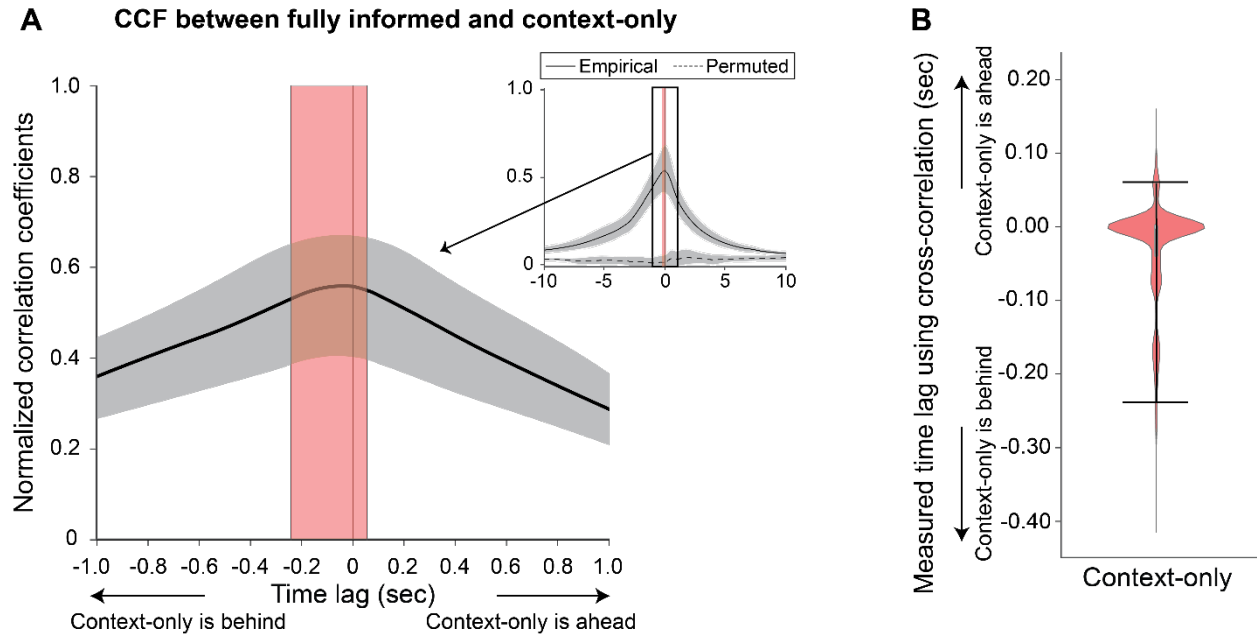 A
CCF between fully informed and context-only
Normalized correlation coefficients
1.0
0.8
0.6
0.4
0.2
0
-1.0 -0.8 -0.6 -0.4 -0.2 0 0.2 0.4 0.6 0.8 1.0
Time lag (sec)
Context-only is behind
Context-only is ahead
Empirical
Permuted
1.0
0.5
0
-10 -5 0 5 10
B
Measured time lag using cross-correlation (sec)
Context-only is ahead
Context-only is behind
0.20
0.10
0.00
-0.10
-0.20
-0.30
-0.40
Context-only